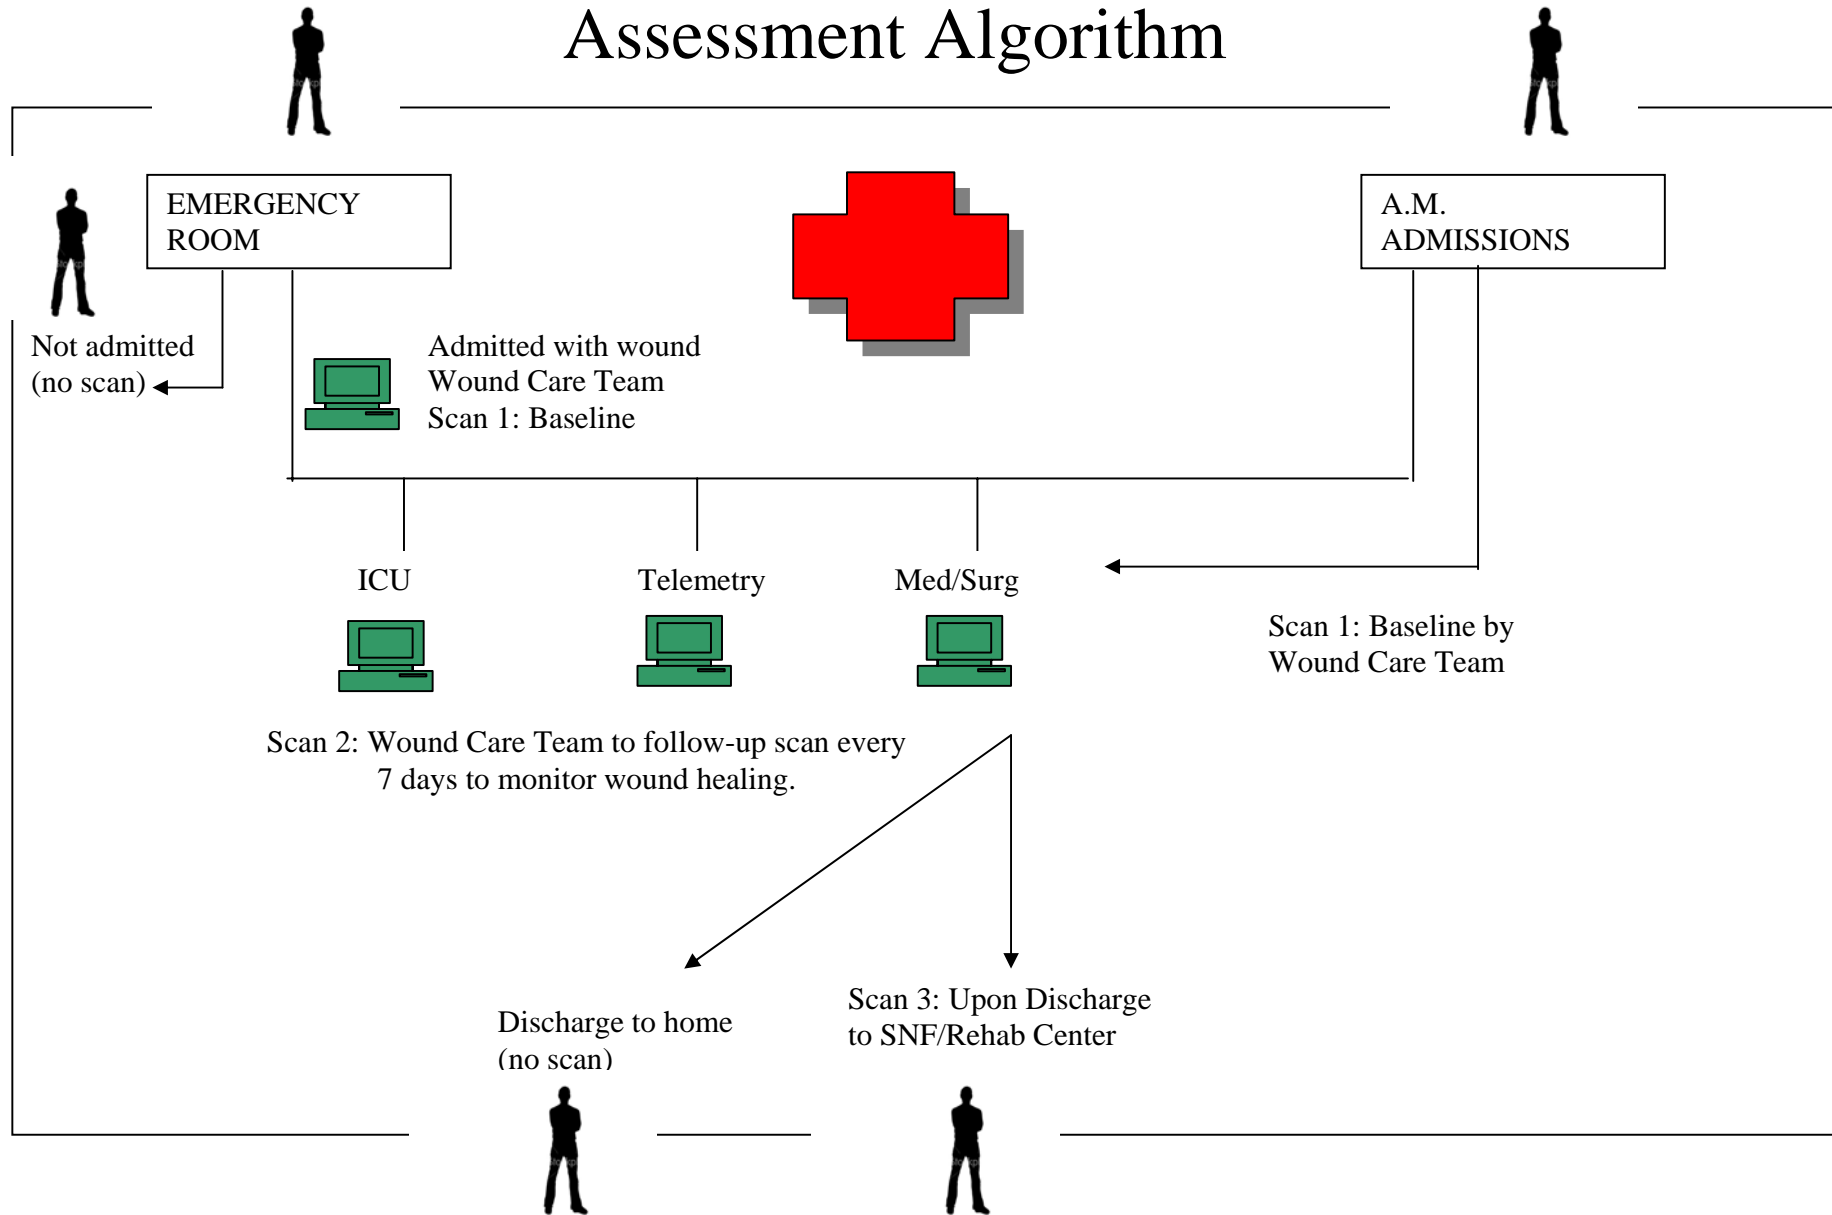 Assessment Algorithm
EMERGENCY
ROOM
A.M.
ADMISSIONS
Not admitted
(no scan)
Admitted with wound
Wound Care Team
Scan 1: Baseline
ICU
Telemetry
Med/Surg
Scan 1: Baseline by
Wound Care Team
Scan 2: Wound Care Team to follow-up scan every
7 days to monitor wound healing.
Discharge to home
(no scan)
Scan 3: Upon Discharge
to SNF/Rehab Center